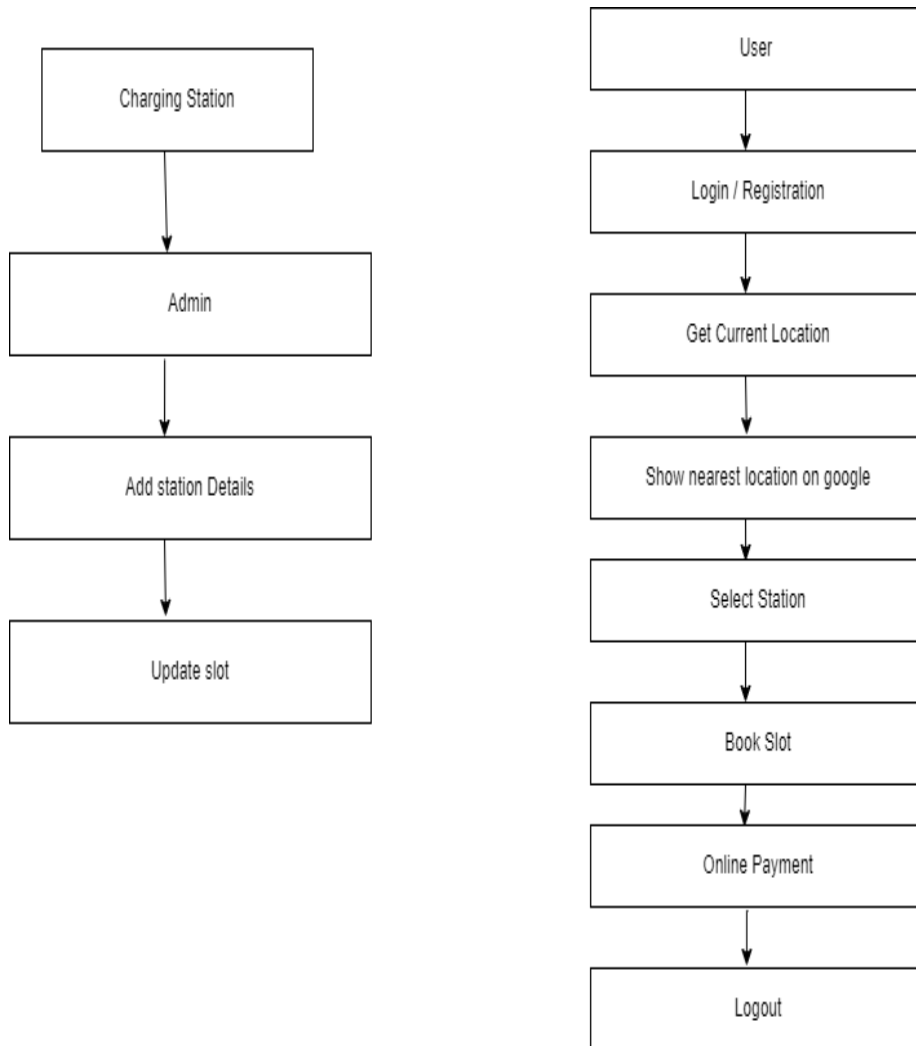 Charging Station
Admin
Add station Details
Update slot
User
Login / Registration
Get Current Location
Show nearest location on google
Select Station
Book Slot
Online Payment
Logout